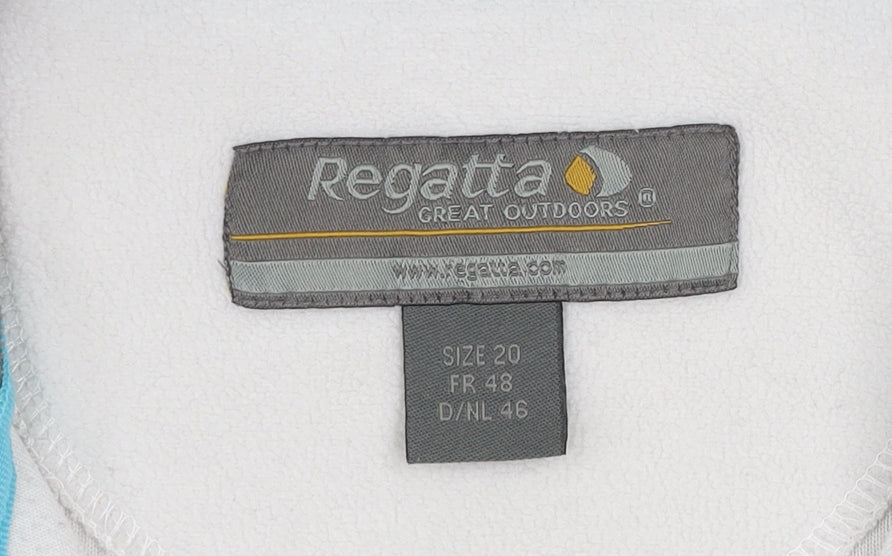 Regatta
GREAT OUTDOORS ®
www.regatta.com
SIZE 20
FR 48
D/NL 46